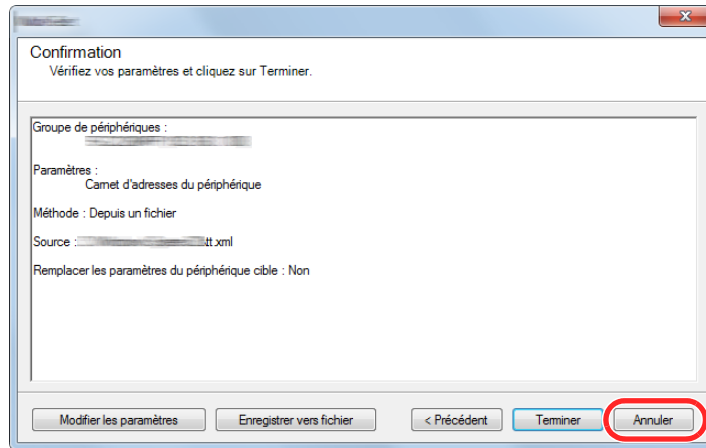 Confirmation
Vérifiez vos paramètres et cliquez sur Terminer.
Groupe de périphériques :
Paramètres :
Carnet d'adresses du périphérique
Méthode : Depuis un fichier
Source : tt.xml
Remplacer les paramètres du périphérique cible : Non
Modifier les paramètres
Enregistrer vers fichier
< Précédent
Terminer
Annuler